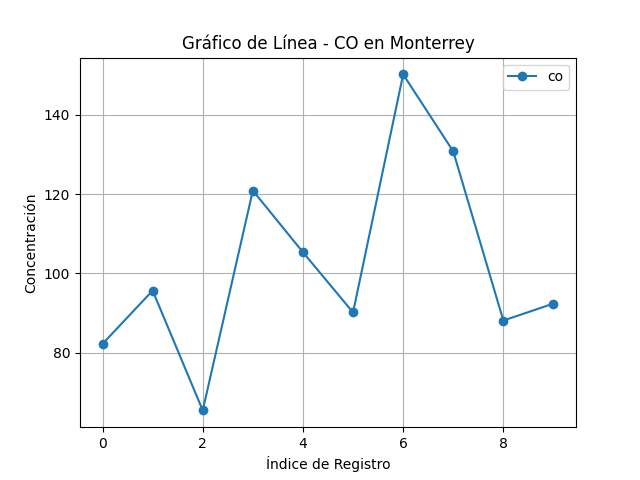 Gráfico de Línea - CO en Monterrey
co
140
120
100
80
Concentración
0 2 4 6 8
Índice de Registro